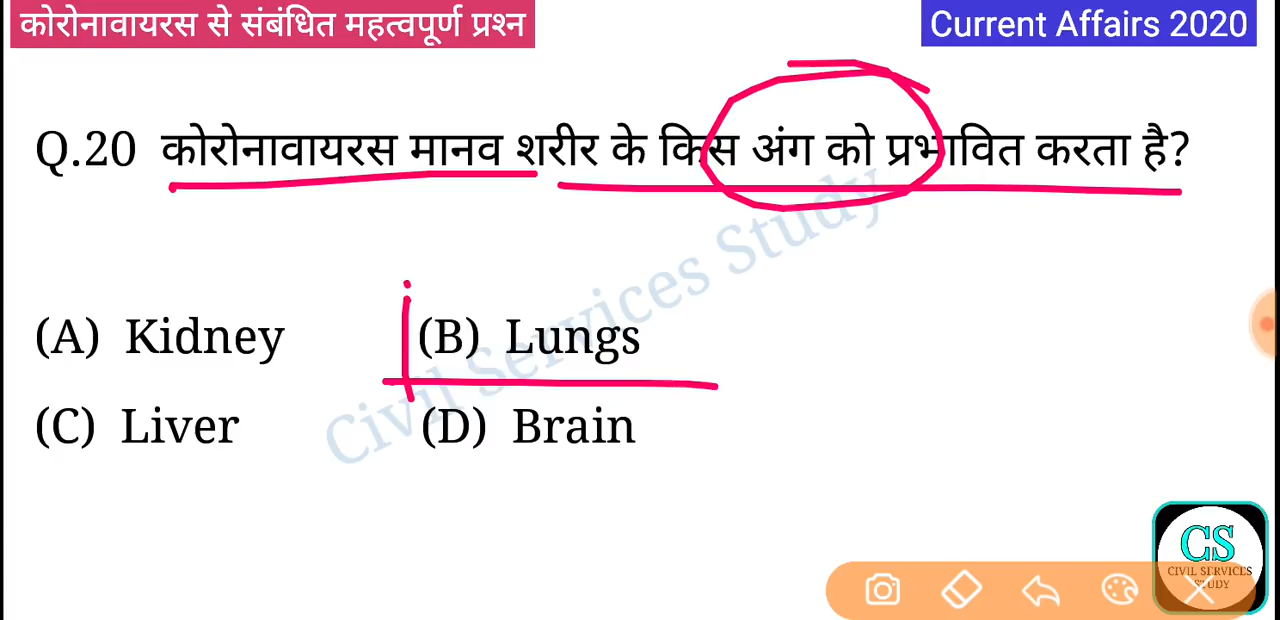 कोरोनावायरस से संबंधित महत्वपूर्ण प्रश्न
Current Affairs 2020
Q.20 कोरोनावायरस मानव शरीर के किस अंग को प्रभावित करता है?
(A) Kidney (B) Lungs
(C) Liver (D) Brain
Civil Services Study
CS
CIVIL SERVICES
STUDY